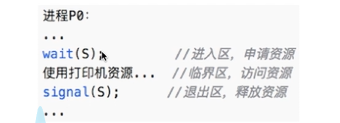 进程P0：
...
wait(S);  //进入区，申请资源
使用打印机资源...  //临界区，访问资源
signal(S);  //退出区，释放资源
...